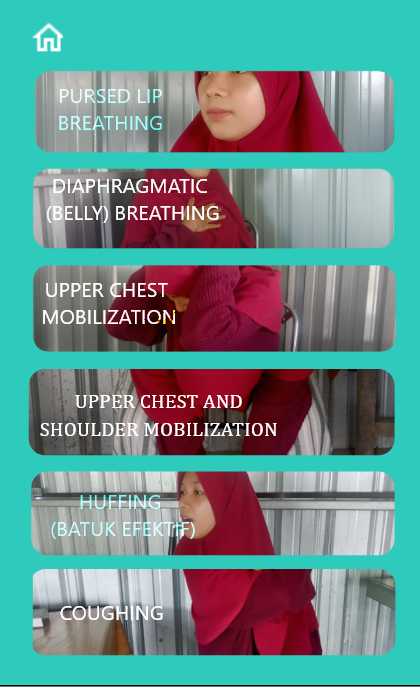 PURSED LIP
BREATHING
DIAPHRAGMATIC
(BELLY) BREATHING
UPPER CHEST
MOBILIZATION
UPPER CHEST AND
SHOULDER MOBILIZATION
HUFFING
(BATUK EFEKTIF)
COUGHING